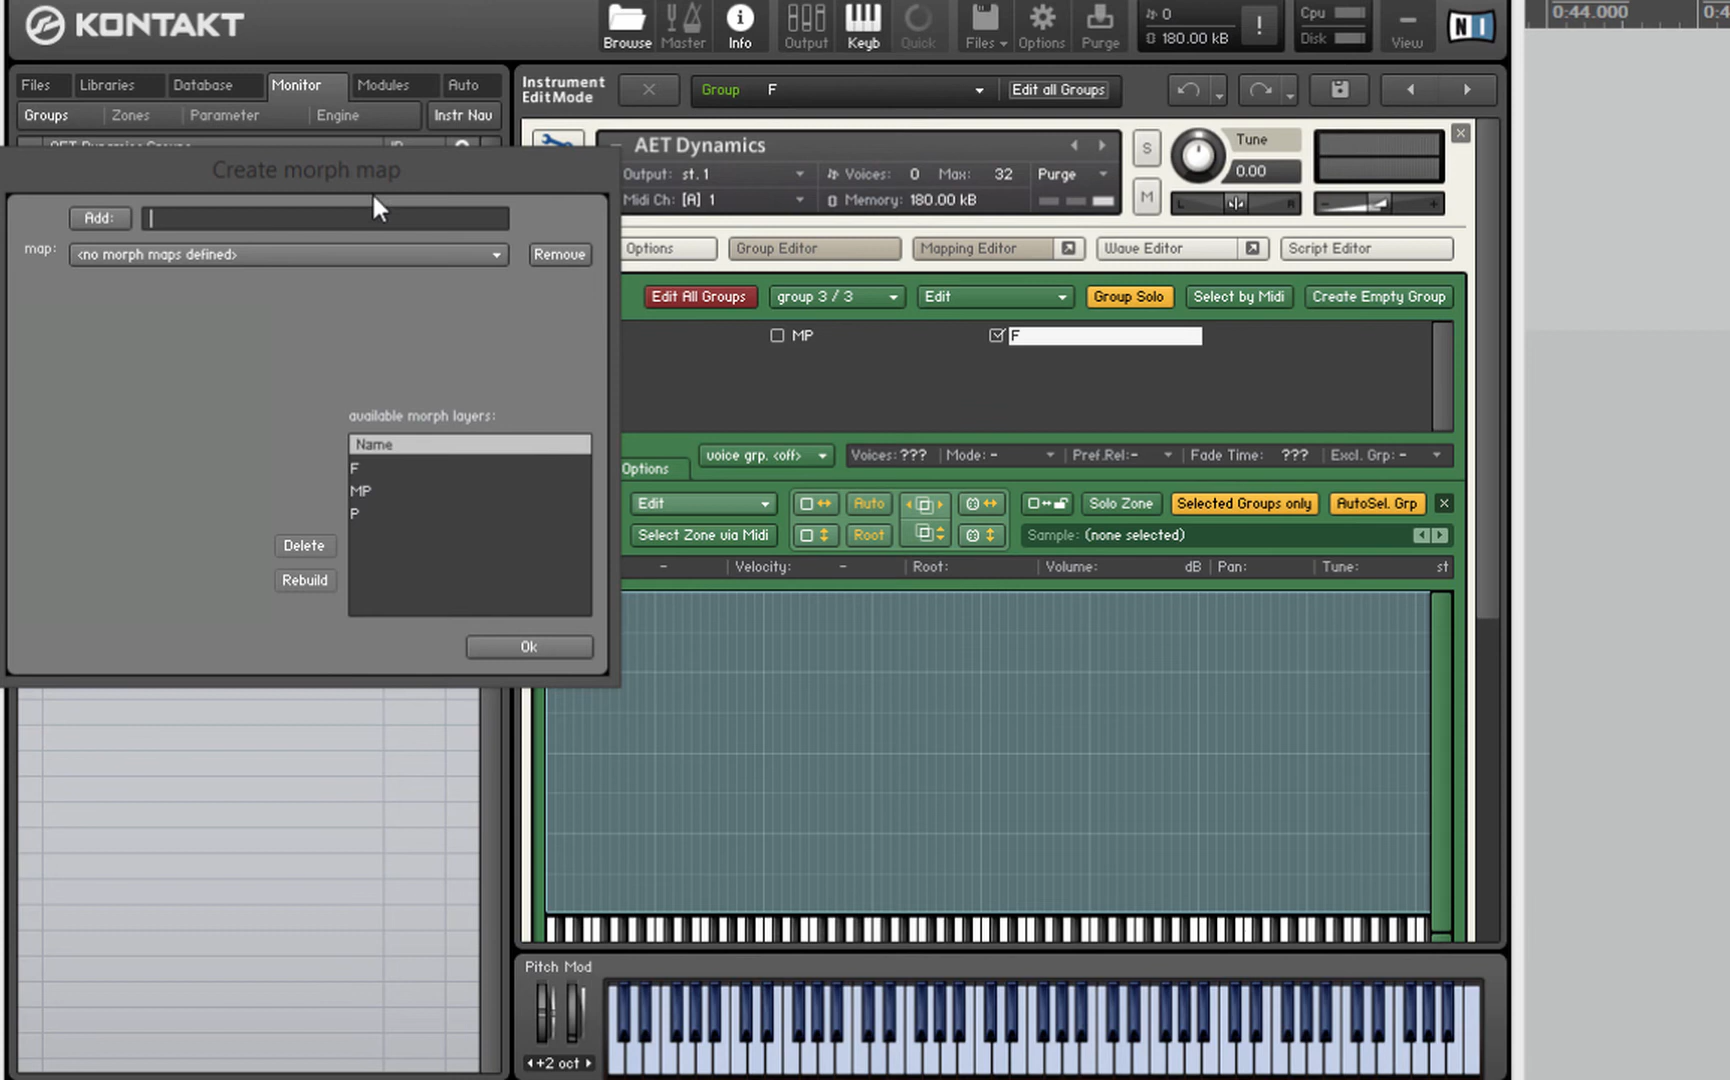 KONTAKT
Browse
Master
Info
Output
Keyb
Quick
Files
Options
Purge
0
180.00 kB
!
Cpu
Disk
View
NI
0:44.000
0:4
Files
Libraries
Database
Monitor
Modules
Auto
Groups
Zones
Parameter
Engine
Instr Nav
Instrument
Edit Mode
Group F
Edit all Groups
Create morph map
Add:
map:
<no morph maps defined>
Remove
available morph layers:
Name
F
MP
P
Delete
Rebuild
Ok
AET Dynamics
Output: st. 1
Voices: 0 Max: 32
Purge
Midi Ch: [A] 1
Memory: 180.00 kB
S
M
Tune
0.00
L
R
Options
Group Editor
Mapping Editor
Wave Editor
Script Editor
Edit All Groups
group 3 / 3
Edit
Group Solo
Select by Midi
Create Empty Group
MP
F
Options
voice grp. <off>
Voices: ???
Mode: -
Pref.Rel:-
Fade Time: ???
Excl. Grp: -
Edit
Auto
Solo Zone
Selected Groups only
AutoSel. Grp
Select Zone via Midi
Root
Sample: (none selected)
-
Velocity: -
Root:
Volume: dB
Pan:
Tune: st
Pitch Mod
+2 oct